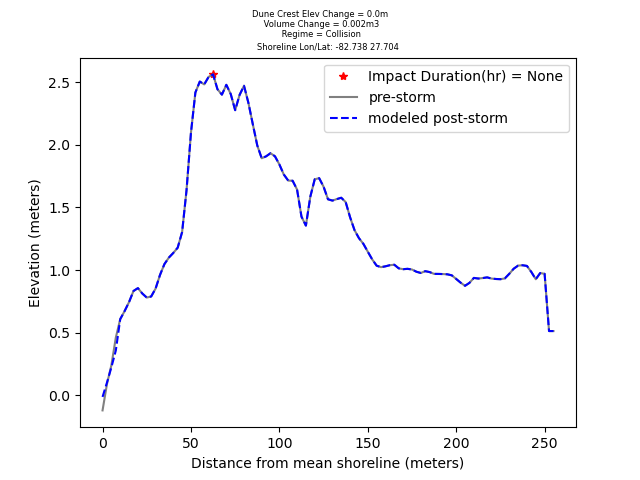 Dune Crest Elev Change = 0.0m
Volume Change = 0.002m3
Regime = Collision
Shoreline Lon/Lat: -82.738 27.704
Impact Duration(hr) = None
pre-storm
modeled post-storm
Elevation (meters)
2.5
2.0
1.5
1.0
0.5
0.0
0 50 100 150 200 250
Distance from mean shoreline (meters)